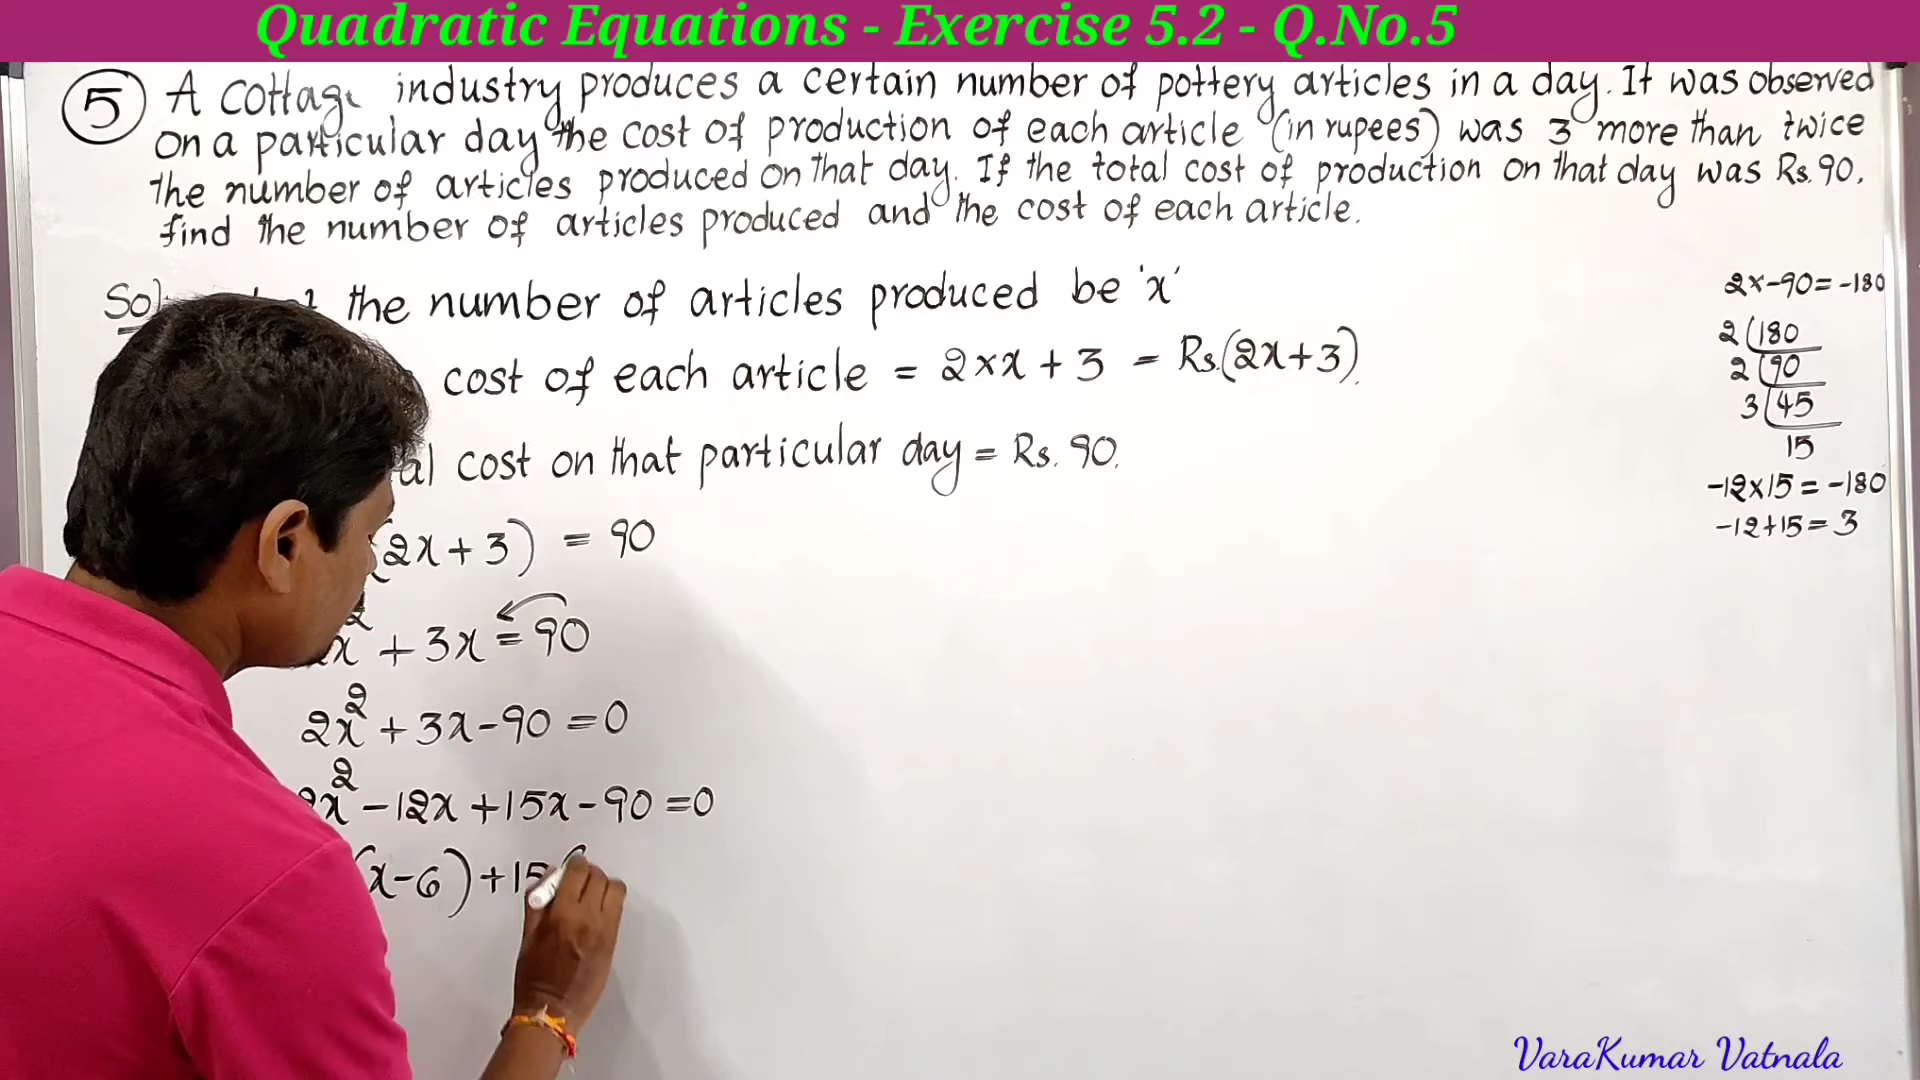 Quadratic Equations - Exercise 5.2 - Q.No.5
5 A cottage industry produces a certain number of pottery articles in a day. It was observed
on a particular day the cost of production of each article (in rupees) was 3 more than twice
the number of articles produced on that day. If the total cost of production on that day was Rs. 90,
find the number of articles produced and the cost of each article.
the number of articles produced be 'x'
cost of each article = 2×x + 3 = Rs.(2x+3).
cost on that particular day = Rs. 90.
(2x+3) = 90
x² + 3x = 90
2x² + 3x - 90 = 0
2x² - 12x + 15x - 90 = 0
(x-6) + 15(
2x-90 = -180
2 180
2 90
3 45
15
-12×15 = -180
-12+15 = 3
VaraKumar Vatnala